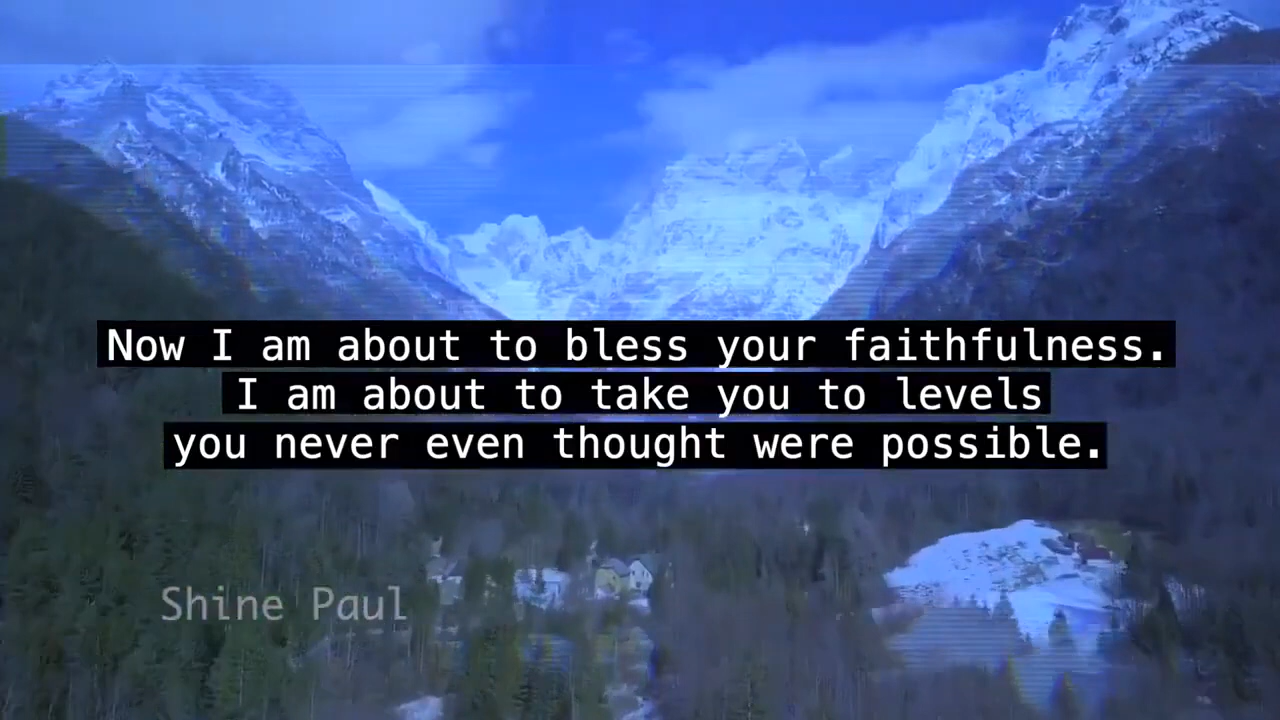 Now I am about to bless your faithfulness.
I am about to take you to levels
you never even thought were possible.
Shine Paul